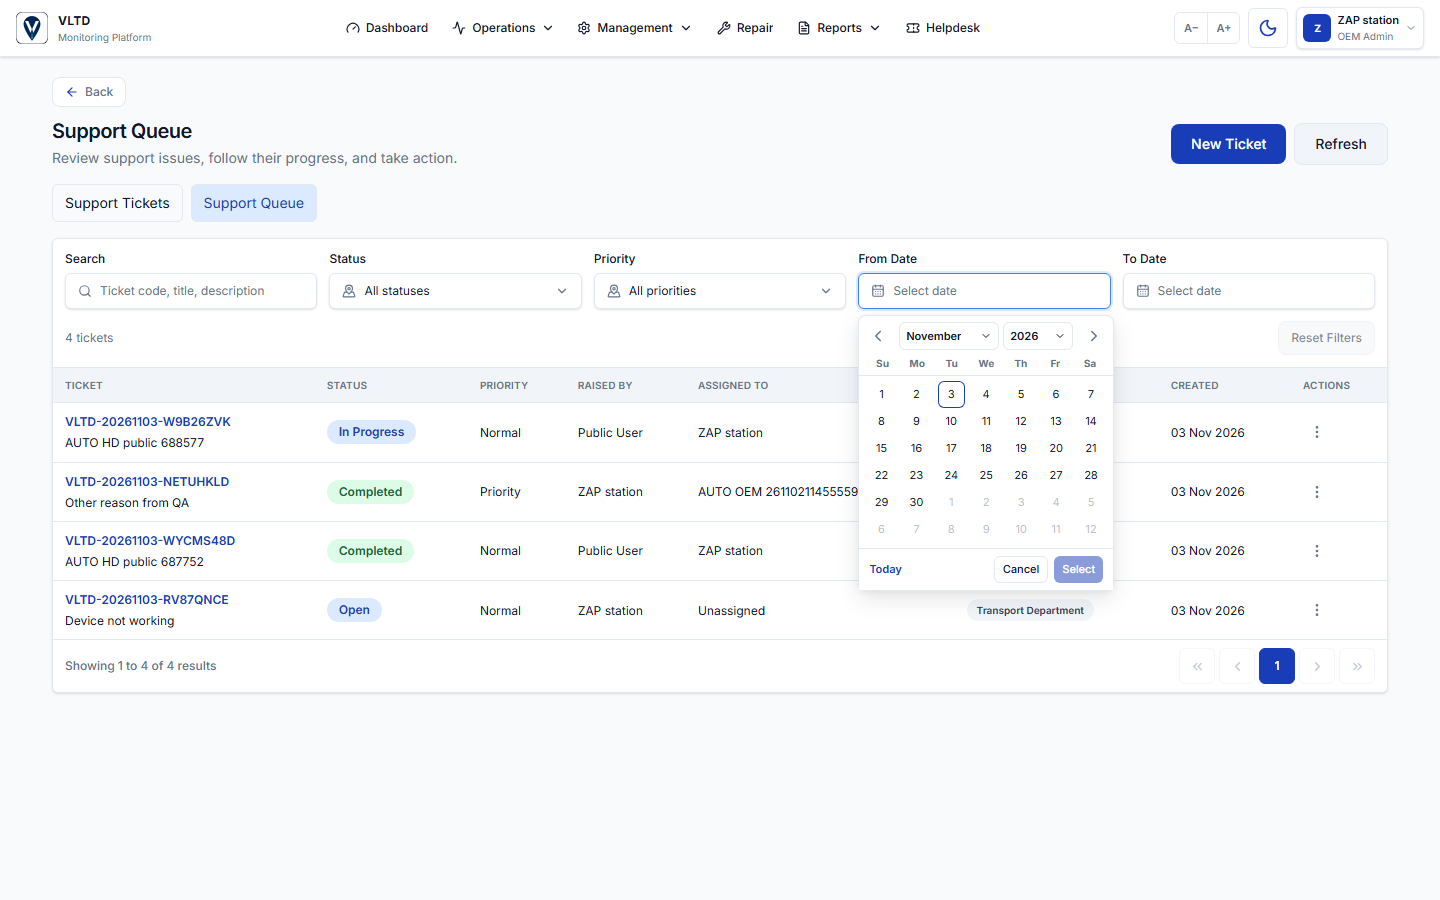 VLTD
Monitoring Platform
Dashboard
Operations
Management
Repair
Reports
Helpdesk
A−
A+
Z
ZAP station
OEM Admin
Back
Support Queue
Review support issues, follow their progress, and take action.
New Ticket
Refresh
Support Tickets
Support Queue
Search
Status
Priority
From Date
To Date
Ticket code, title, description
All statuses
All priorities
Select date
Select date
4 tickets
Reset Filters
November
2026
Su Mo Tu We Th Fr Sa
1 2 3 4 5 6 7
8 9 10 11 12 13 14
15 16 17 18 19 20 21
22 23 24 25 26 27 28
29 30 1 2 3 4 5
6 7 8 9 10 11 12
Today
Cancel
Select
TICKET STATUS PRIORITY RAISED BY ASSIGNED TO CREATED ACTIONS
VLTD-20261103-W9B26ZVK
AUTO HD public 688577
In Progress
Normal
Public User
ZAP station
03 Nov 2026
VLTD-20261103-NETUHKLD
Other reason from QA
Completed
Priority
ZAP station
AUTO OEM 26110211455559
03 Nov 2026
VLTD-20261103-WYCMS48D
AUTO HD public 687752
Completed
Normal
Public User
ZAP station
03 Nov 2026
VLTD-20261103-RV87QNCE
Device not working
Open
Normal
ZAP station
Unassigned
Transport Department
03 Nov 2026
Showing 1 to 4 of 4 results
1